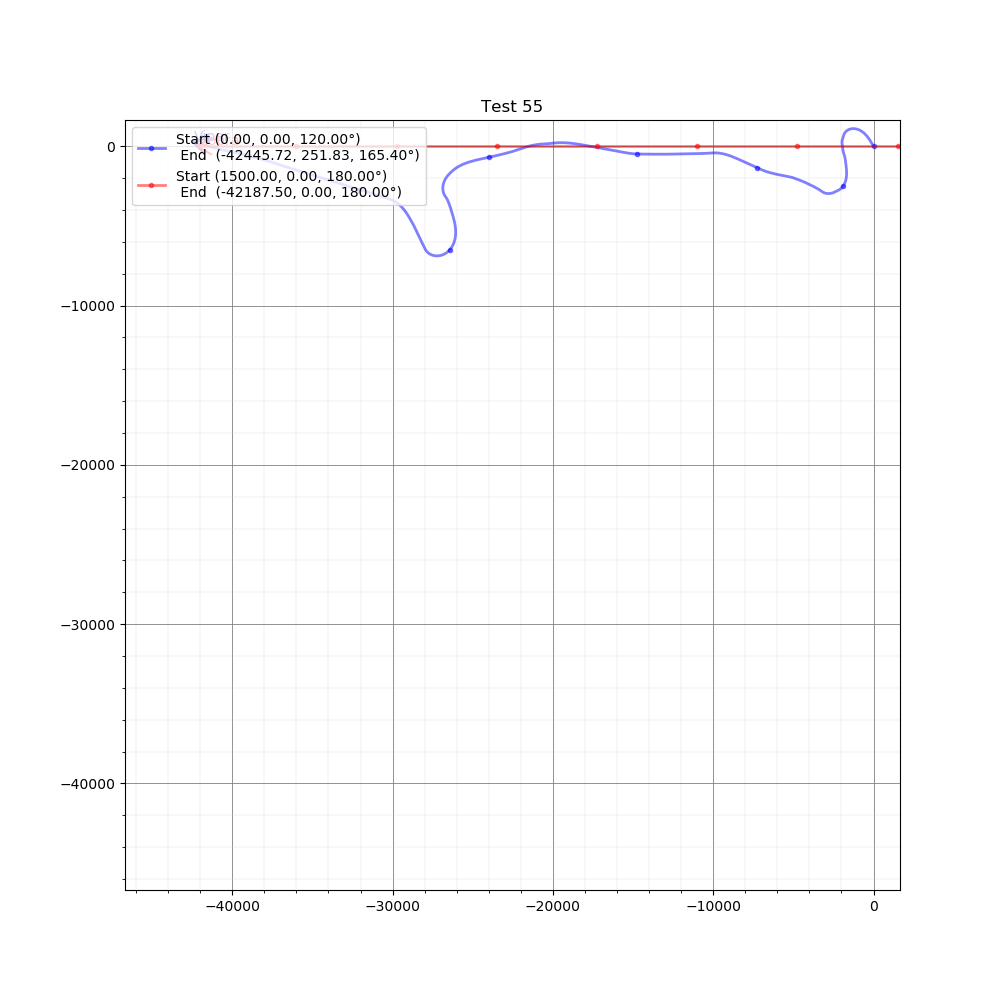 Test 55
Start (0.00, 0.00, 120.00°)
End (-42445.72, 251.83, 165.40°)
Start (1500.00, 0.00, 180.00°)
End (-42187.50, 0.00, 180.00°)
0
−10000
−20000
−30000
−40000
−40000
−30000
−20000
−10000
0